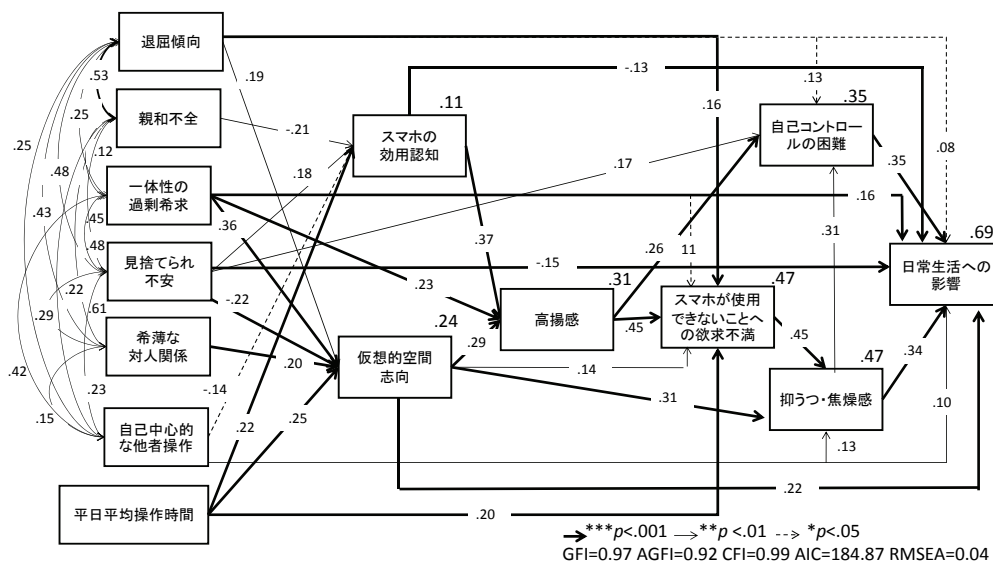 退屈傾向
.53
.19
-.13
.13
.11
.35
.16
.25
親和不全
-.21
スマホの
効用認知
自己コントロー
ルの困難
.25
.12
.48
.18
.17
.35
.08
一体性の
過剰希求
.16
.43
.45
.36
.48
.37
.26
.11
.31
.69
見捨てられ
不安
-.15
日常生活への
影響
.22
.61
-.22
.23
.31
.47
.29
高揚感
スマホが使用
できないことへ
の欲求不満
.24
.45
.45
希薄な
対人関係
.29
.34
.47
.42
.20
仮想的空間
志向
.14
.23
-.14
.31
抑うつ・焦燥感
.10
.15
自己中心的
な他者操作
.22
.25
.13
.22
平日平均操作時間
.20
***p<.001 **p <.01 *p<.05
GFI=0.97 AGFI=0.92 CFI=0.99 AIC=184.87 RMSEA=0.04